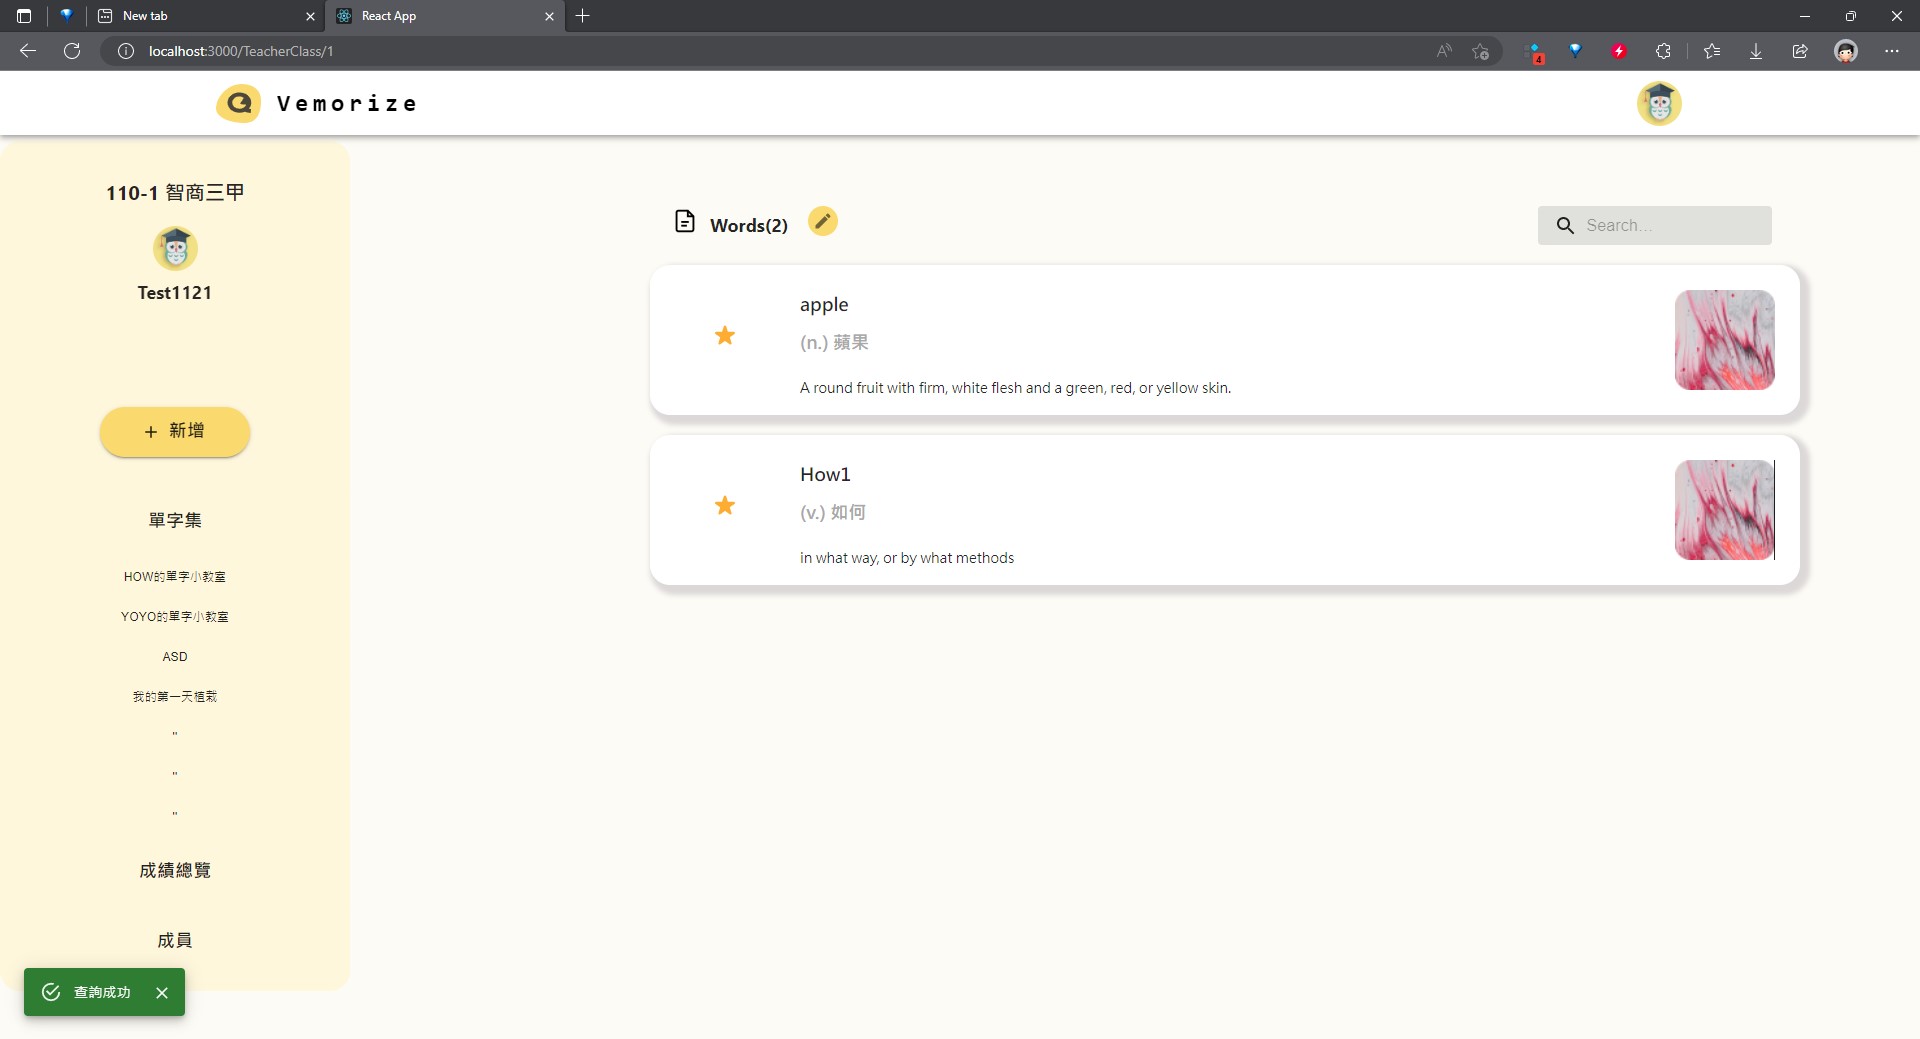 New tab
React App
localhost:3000/TeacherClass/1
4
Vemorize
110-1 智商三甲
Test1121
+ 新增
單字集
HOW的單字小教室
YOYO的單字小教室
ASD
我的第一天植栽
"
"
"
成績總覽
成員
查詢成功
Words(2)
Search…
apple
(n.) 蘋果
A round fruit with firm, white flesh and a green, red, or yellow skin.
How1
(v.) 如何
in what way, or by what methods